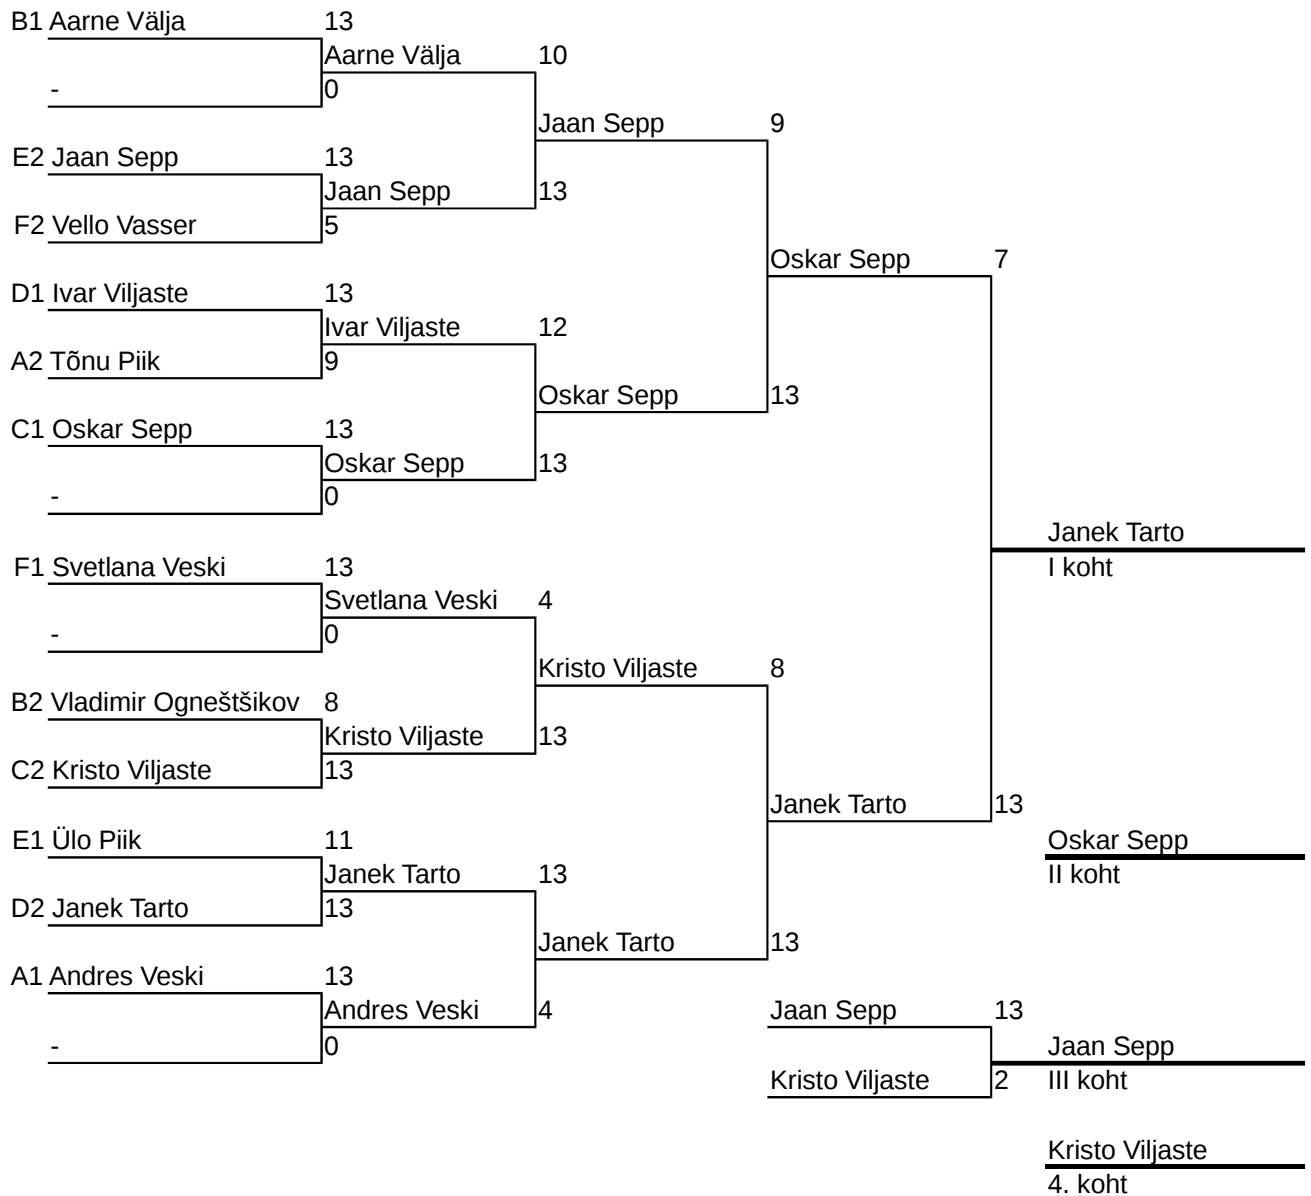 B1 Aarne Välja 13
Aarne Välja 10
- 0
Jaan Sepp 9
E2 Jaan Sepp 13
Jaan Sepp 13
F2 Vello Vasser 5
Oskar Sepp 7
D1 Ivar Viljaste 13
Ivar Viljaste 12
A2 Tõnu Piik 9
Oskar Sepp 13
C1 Oskar Sepp 13
Oskar Sepp 13
- 0
Janek Tarto
I koht
F1 Svetlana Veski 13
Svetlana Veski 4
- 0
Kristo Viljaste 8
B2 Vladimir Ogneštšikov 8
Kristo Viljaste 13
C2 Kristo Viljaste 13
Janek Tarto 13
E1 Ülo Piik 11
Oskar Sepp
II koht
Janek Tarto 13
D2 Janek Tarto 13
Janek Tarto 13
A1 Andres Veski 13
Andres Veski 4
- 0
Jaan Sepp 13
Jaan Sepp
III koht
Kristo Viljaste 2
Kristo Viljaste
4. koht